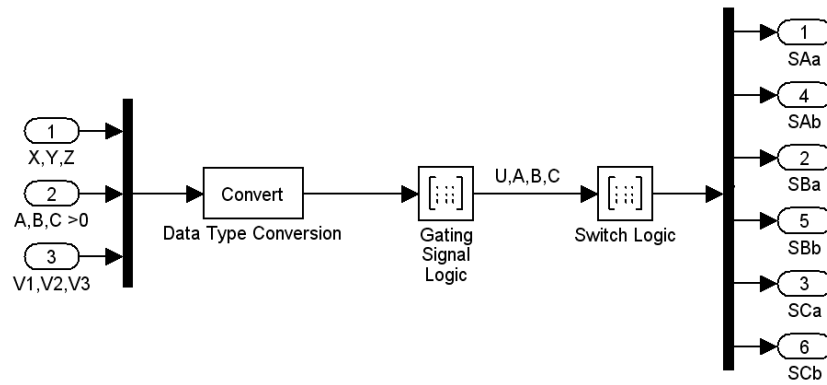 1
X,Y,Z
2
A,B,C >0
3
V1,V2,V3
Convert
Data Type Conversion
Gating
Signal
Logic
U,A,B,C
Switch Logic
1
SAa
4
SAb
2
SBa
5
SBb
3
SCa
6
SCb